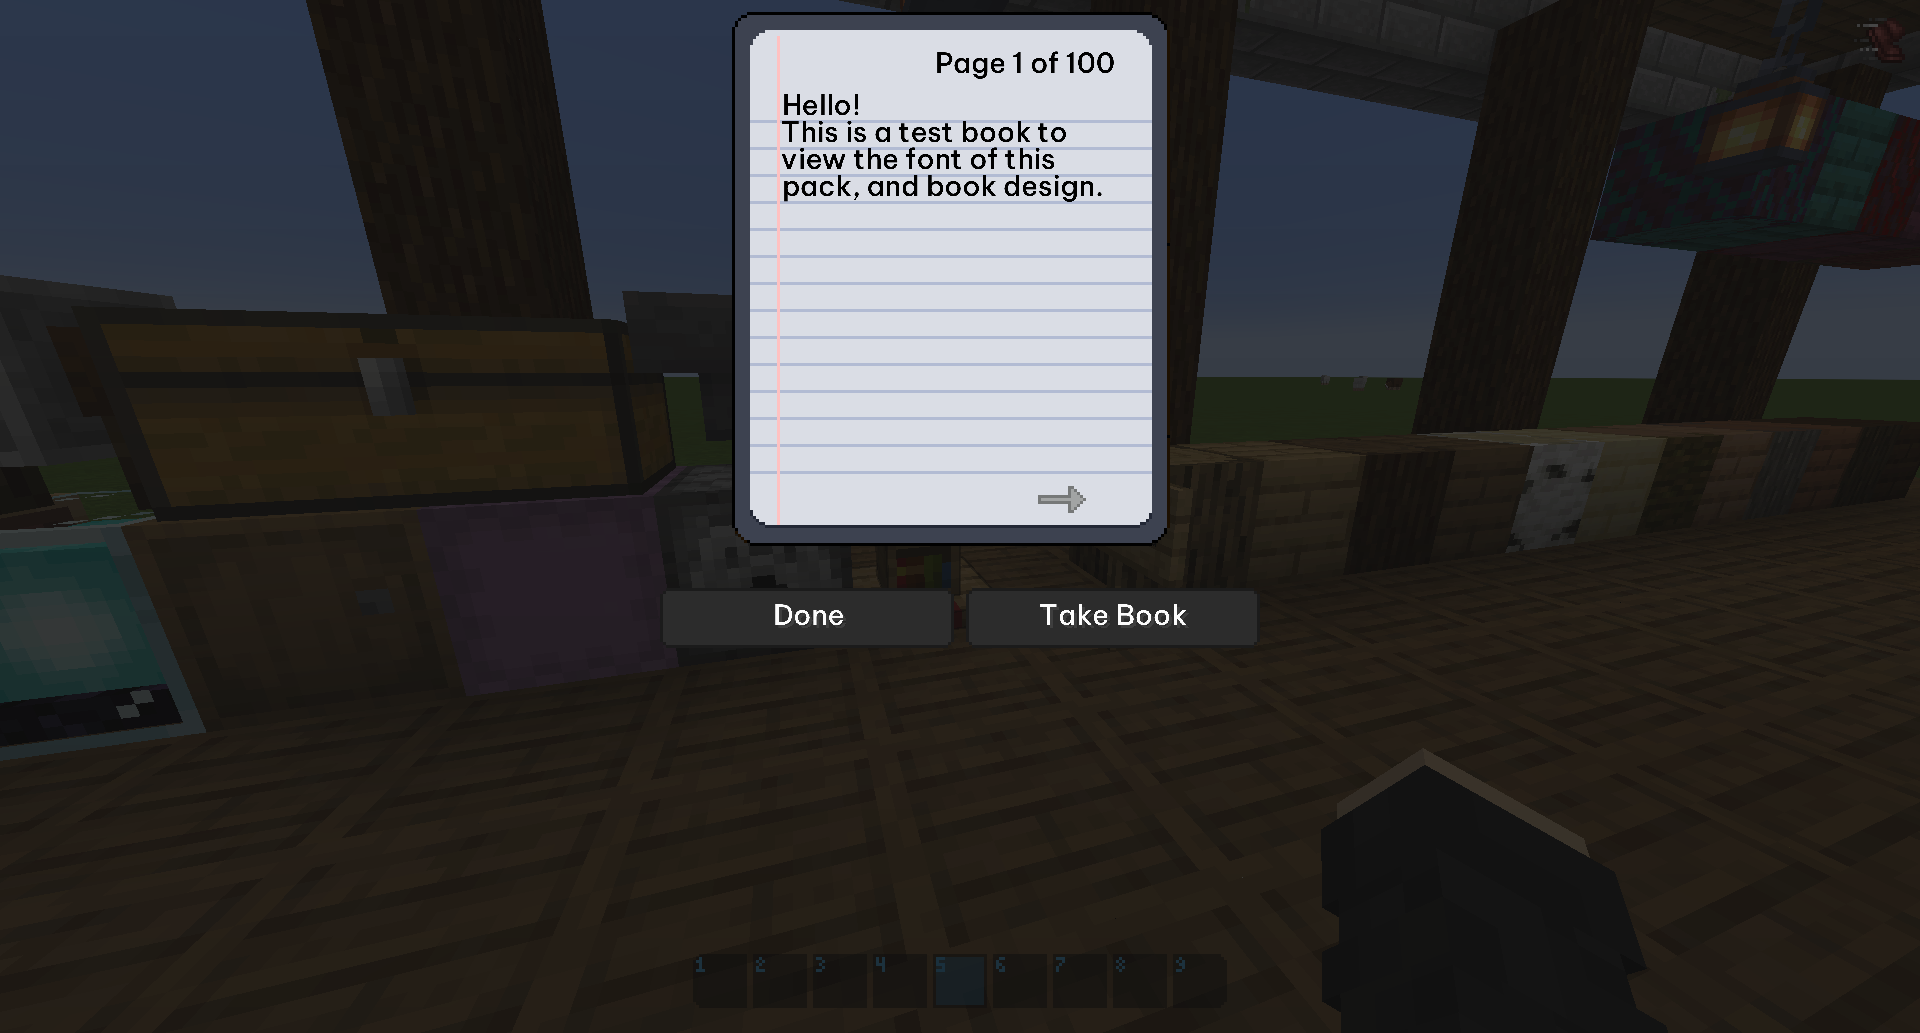 Page 1 of 100
Hello!
This is a test book to
view the font of this
pack, and book design.
Done
Take Book
1 2 3 4 5 6 7 8 9